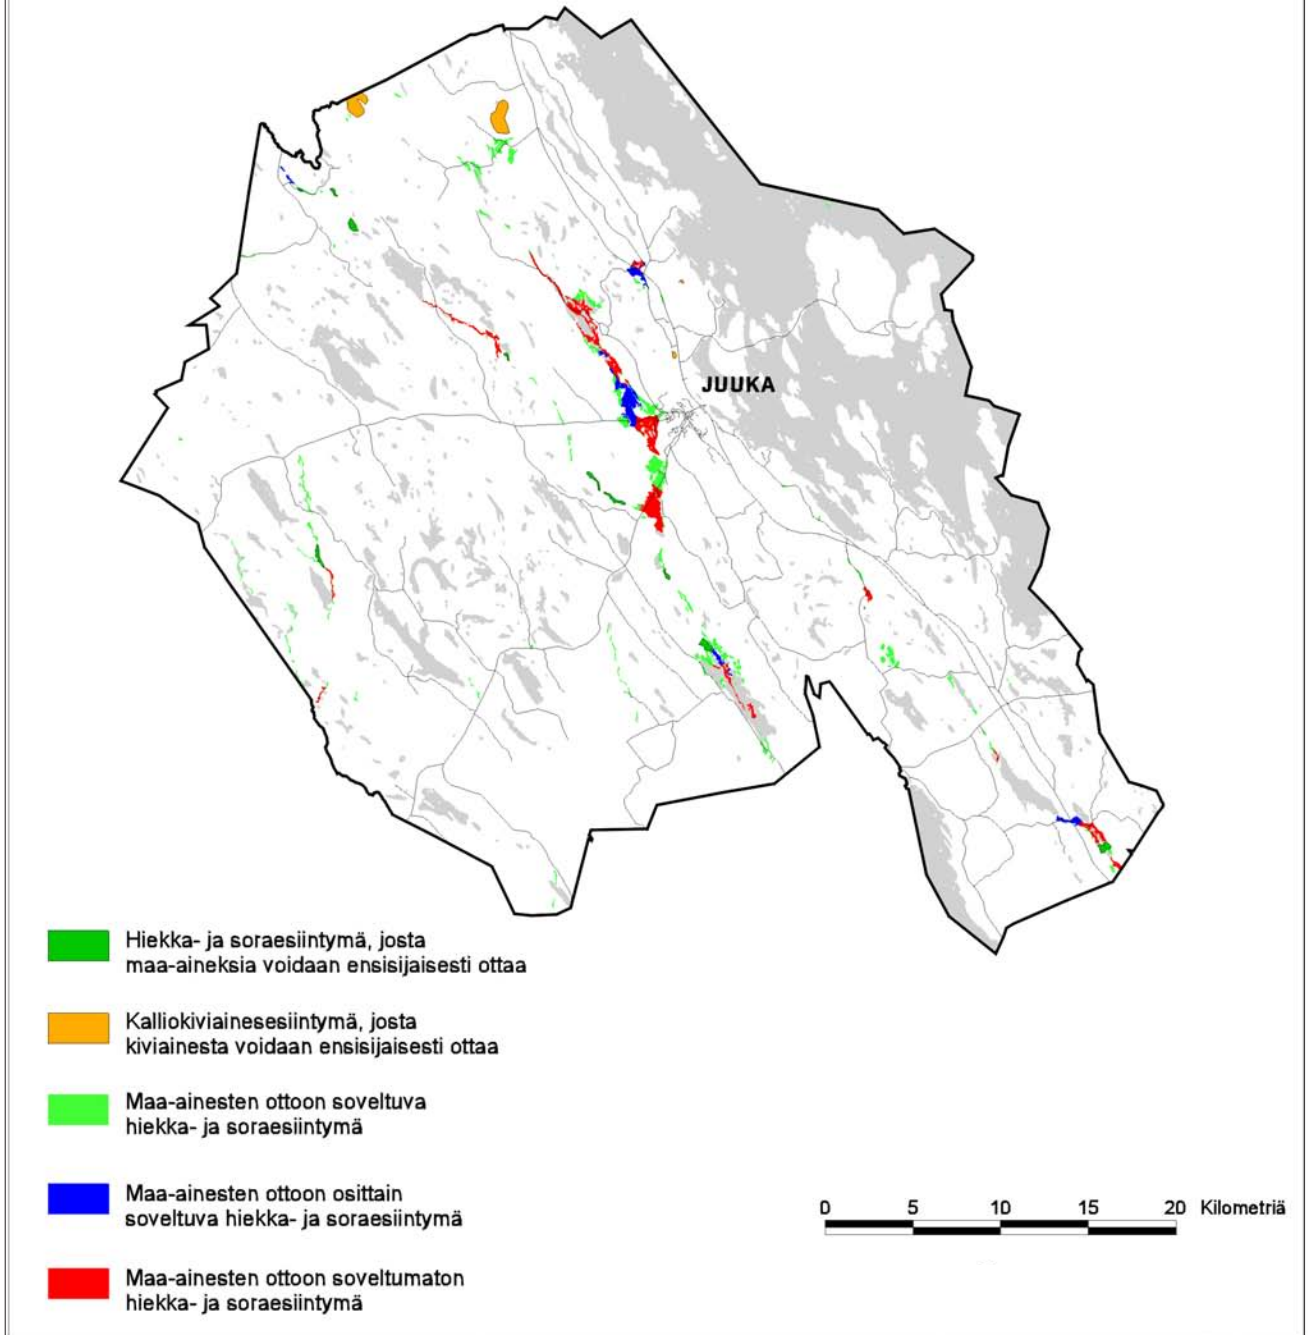 JUUKA
Hiekka- ja soraesiintymä, josta
maa-aineksia voidaan ensisijaisesti ottaa
Kalliokiviainesesiintymä, josta
kiviainesta voidaan ensisijaisesti ottaa
Maa-ainesten ottoon soveltuva
hiekka- ja soraesiintymä
Maa-ainesten ottoon osittain
soveltuva hiekka- ja soraesiintymä
Maa-ainesten ottoon soveltumaton
hiekka- ja soraesiintymä
0 5 10 15 20 Kilometriä